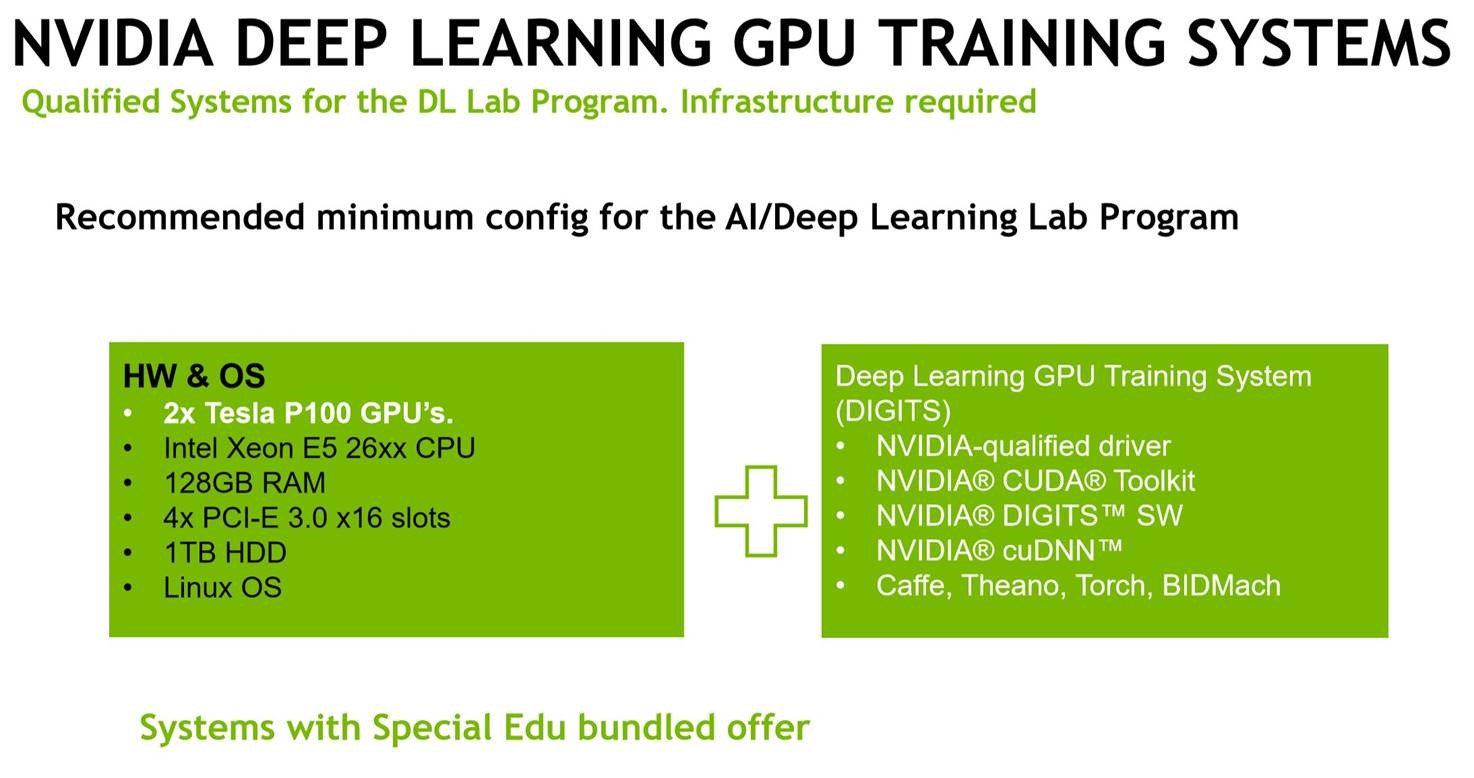 NVIDIA DEEP LEARNING GPU TRAINING SYSTEMS
Qualified Systems for the DL Lab Program. Infrastructure required
Recommended minimum config for the AI/Deep Learning Lab Program
HW & OS
• 2x Tesla P100 GPU’s.
• Intel Xeon E5 26xx CPU
• 128GB RAM
• 4x PCI-E 3.0 x16 slots
• 1TB HDD
• Linux OS
Deep Learning GPU Training System
(DIGITS)
• NVIDIA-qualified driver
• NVIDIA® CUDA® Toolkit
• NVIDIA® DIGITS™ SW
• NVIDIA® cuDNN™
• Caffe, Theano, Torch, BIDMach
Systems with Special Edu bundled offer